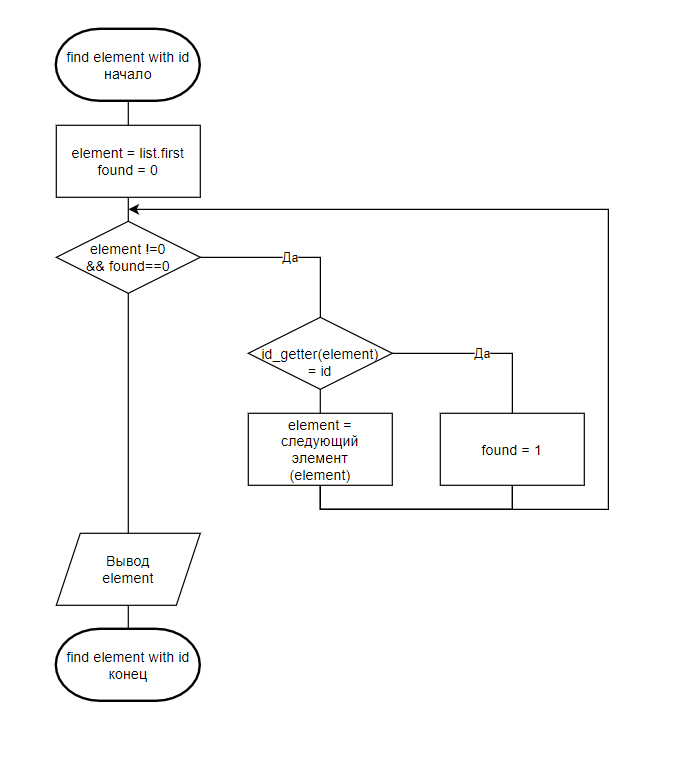 find element with id
начало
element = list.first
found = 0
element !=0
&& found==0
Да
id_getter(element)
= id
Да
element =
следующий
элемент
(element)
found = 1
Вывод
element
find element with id
конец